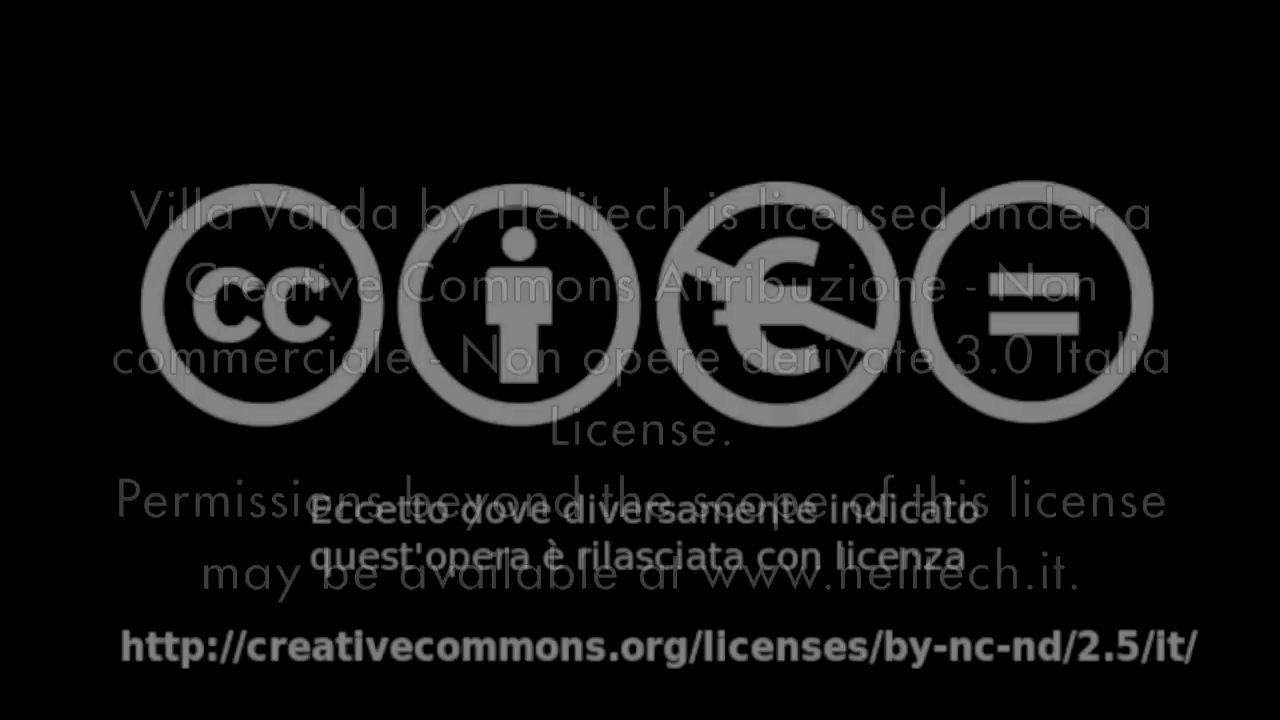 Villa Varda by Helitech is licensed under a
Creative Commons Attribuzione - Non
commerciale - Non opere derivate 3.0 Italia
License.
Permissions beyond the scope of this license
may be available at www.helitech.it.
cc
Eccetto dove diversamente indicato
quest'opera è rilasciata con licenza
http://creativecommons.org/licenses/by-nc-nd/2.5/it/